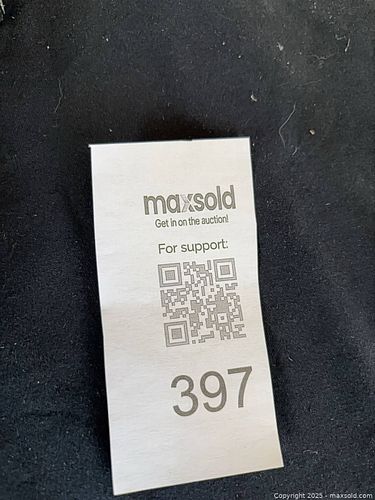 maxsold
Get in on the auction!
For support:
397
Copyright 2025 - maxsold.com